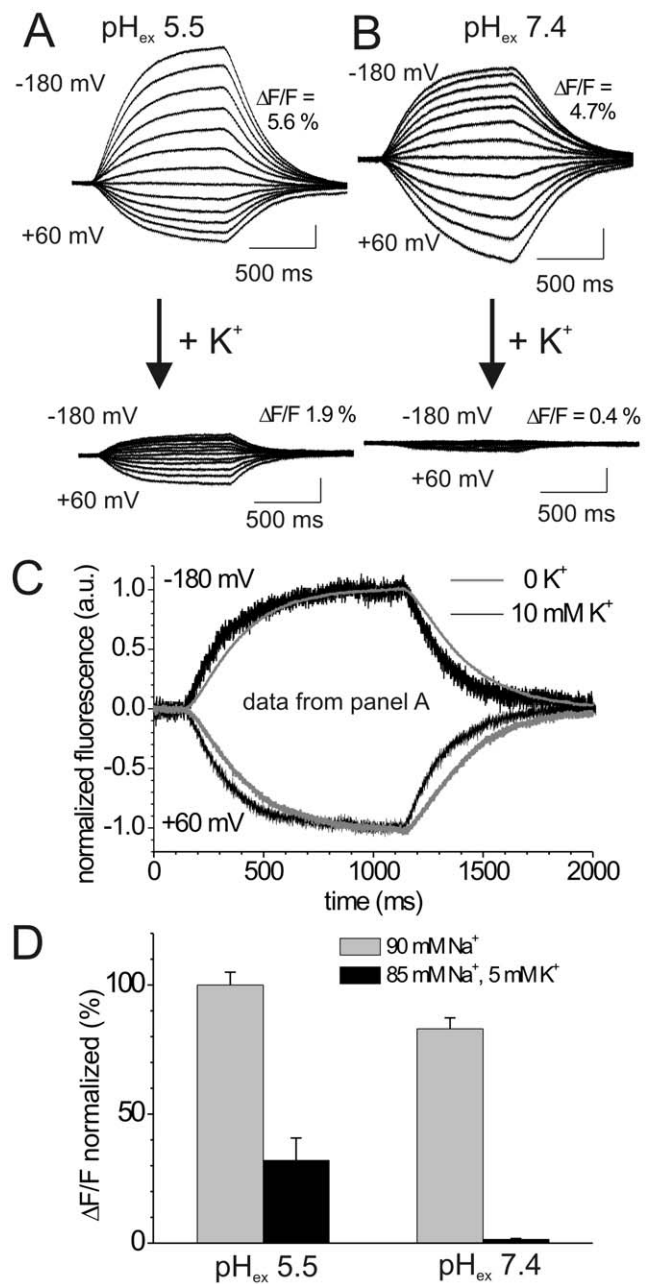 A
pHex 5.5
-180 mV
ΔF/F =
5.6 %
+60 mV
500 ms
+ K+
-180 mV
ΔF/F 1.9 %
+60 mV
500 ms
B
pHex 7.4
-180 mV
ΔF/F =
4.7%
+60 mV
500 ms
+ K+
-180 mV
ΔF/F = 0.4 %
+60 mV
500 ms
C
normalized fluorescence (a.u.)
1.0
0.5
0.0
-0.5
-1.0
-180 mV
0 K+
10 mM K+
data from panel A
+60 mV
0
500
1000
1500
2000
time (ms)
D
ΔF/F normalized (%)
100
50
0
90 mM Na+
85 mM Na+, 5 mM K+
pHex 5.5
pHex 7.4